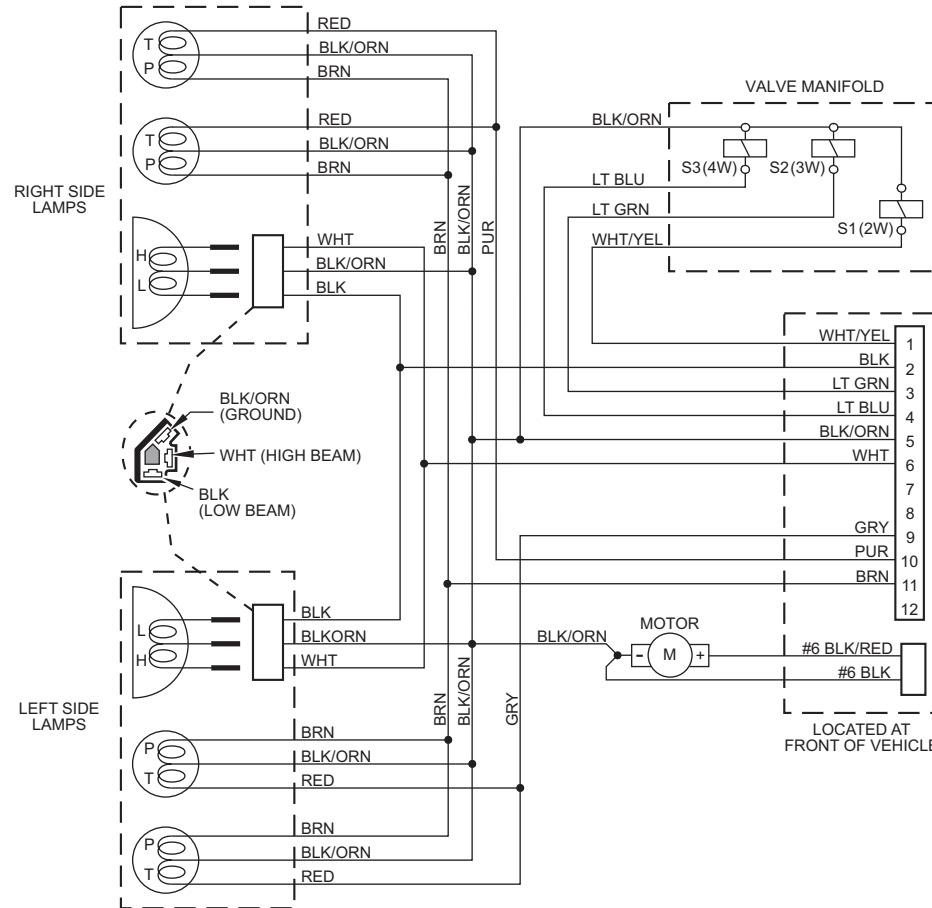 RED
BLK/ORN
BRN
T
P
RED
BLK/ORN
BRN
T
P
RIGHT SIDE
LAMPS
WHT
BLK/ORN
BLK
H
L
BRN
BLK/ORN
PUR
VALVE MANIFOLD
BLK/ORN
S3(4W)
S2(3W)
LT BLU
LT GRN
S1(2W)
WHT/YEL
WHT/YEL
1
BLK
2
LT GRN
3
LT BLU
4
BLK/ORN
5
WHT
6
7
8
GRY
9
PUR
10
BRN
11
12
BLK/ORN
(GROUND)
WHT (HIGH BEAM)
BLK
(LOW BEAM)
BLK
BLKORN
WHT
L
H
BLK/ORN
MOTOR
-
M
+
#6 BLK/RED
#6 BLK
LOCATED AT
FRONT OF VEHICLE
LEFT SIDE
LAMPS
BRN
BLK/ORN
GRY
BRN
BLK/ORN
RED
P
T
BRN
BLK/ORN
RED
P
T